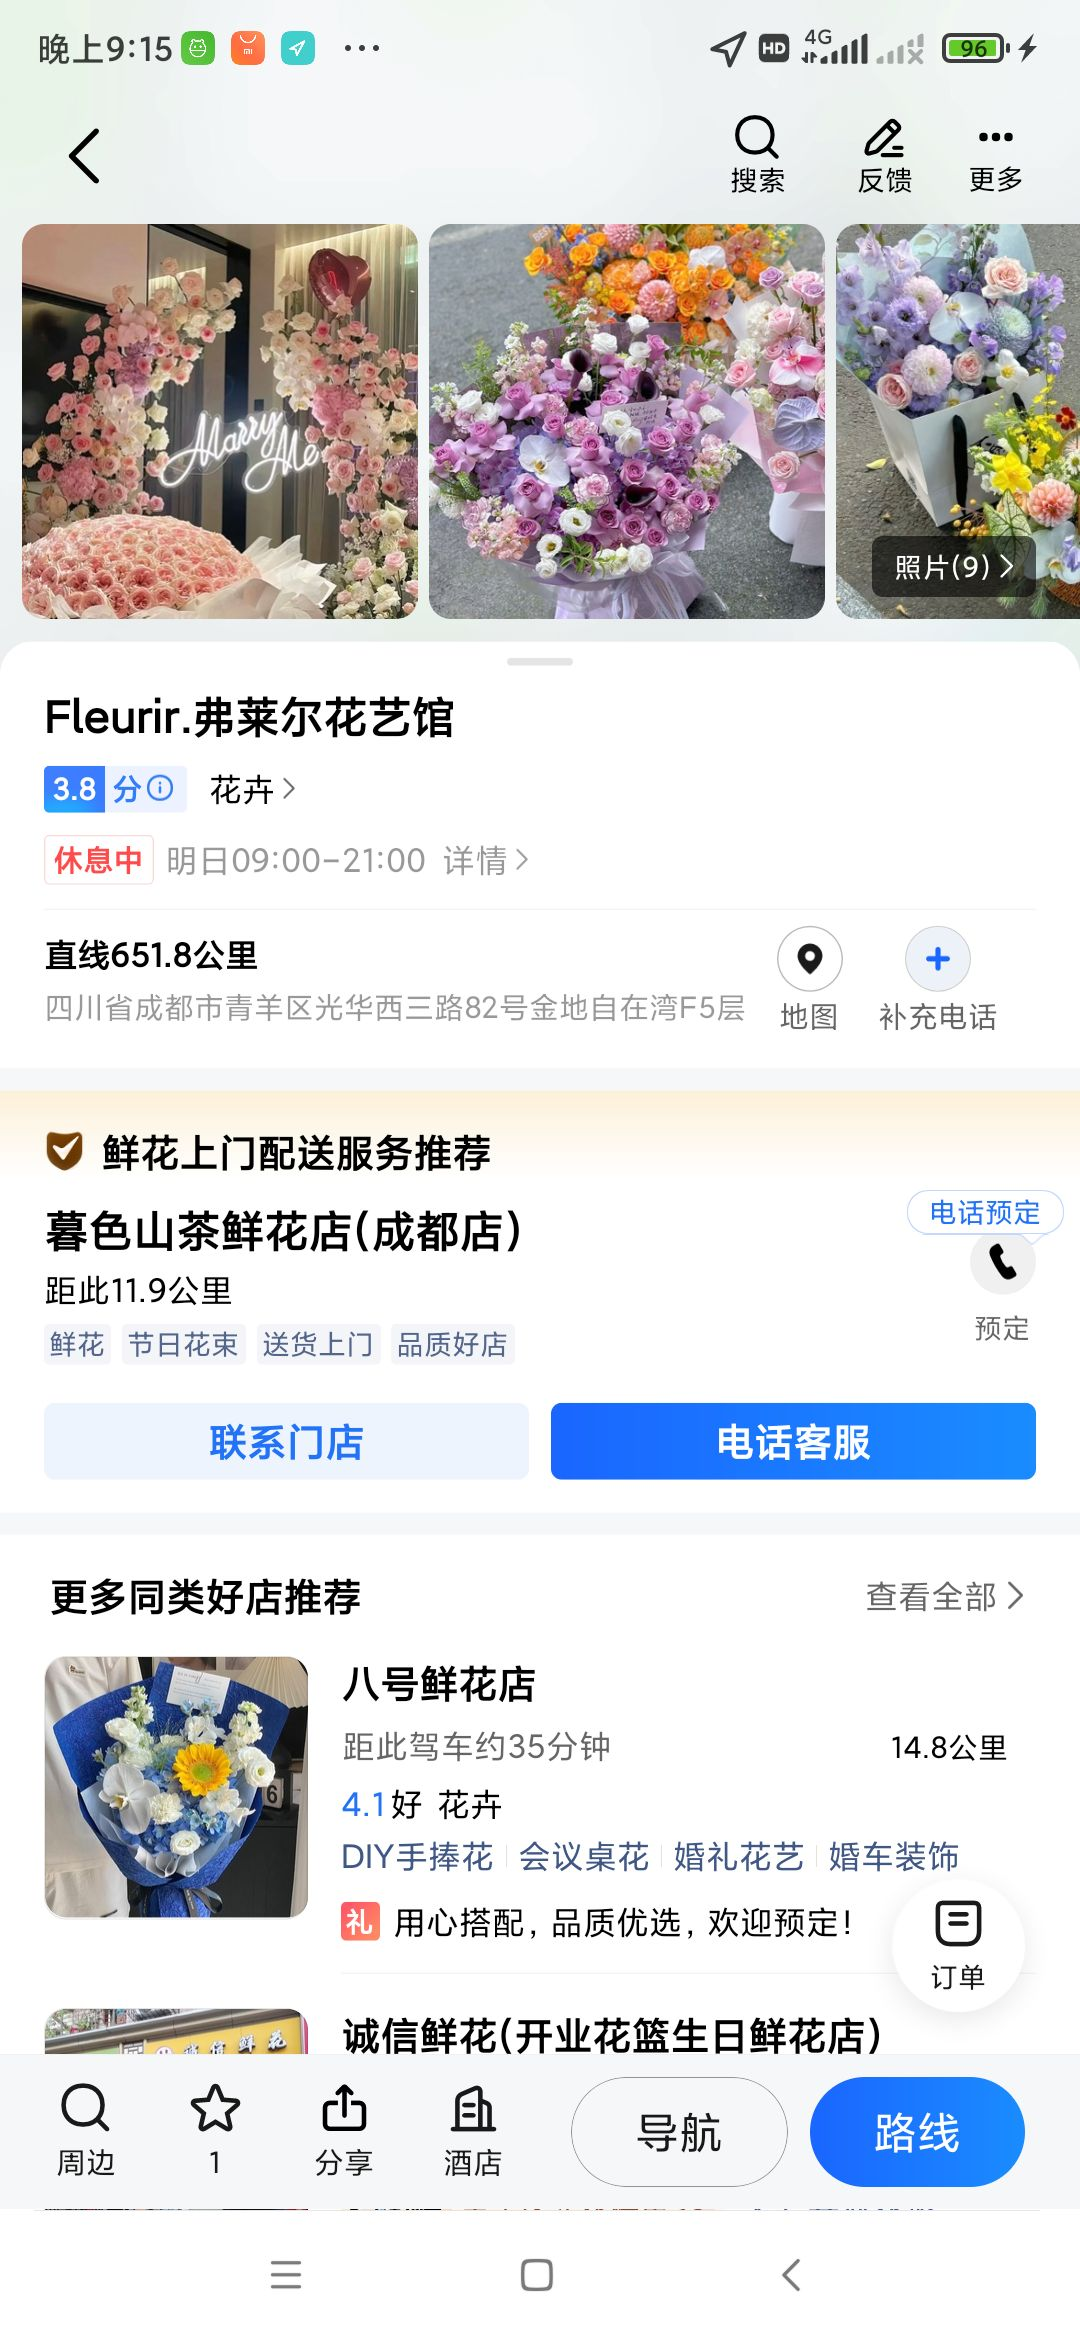 晚上9:15
HD 4G 96
搜索 反馈 更多
Marry Me
照片(9)
Fleurir.弗莱尔花艺馆
3.8 分 花卉
休息中 明日09:00-21:00 详情
直线651.8公里
四川省成都市青羊区光华西三路82号金地自在湾F5层
地图 补充电话
鲜花上门配送服务推荐
暮色山茶鲜花店(成都店)
电话预定
距此11.9公里
预定
鲜花 节日花束 送货上门 品质好店
联系门店 电话客服
更多同类好店推荐 查看全部
八号鲜花店
距此驾车约35分钟 14.8公里
4.1好 花卉
DIY手捧花 会议桌花 婚礼花艺 婚车装饰
礼 用心搭配，品质优选，欢迎预定！
订单
诚信鲜花(开业花篮生日鲜花店)
周边 1 分享 酒店 导航 路线